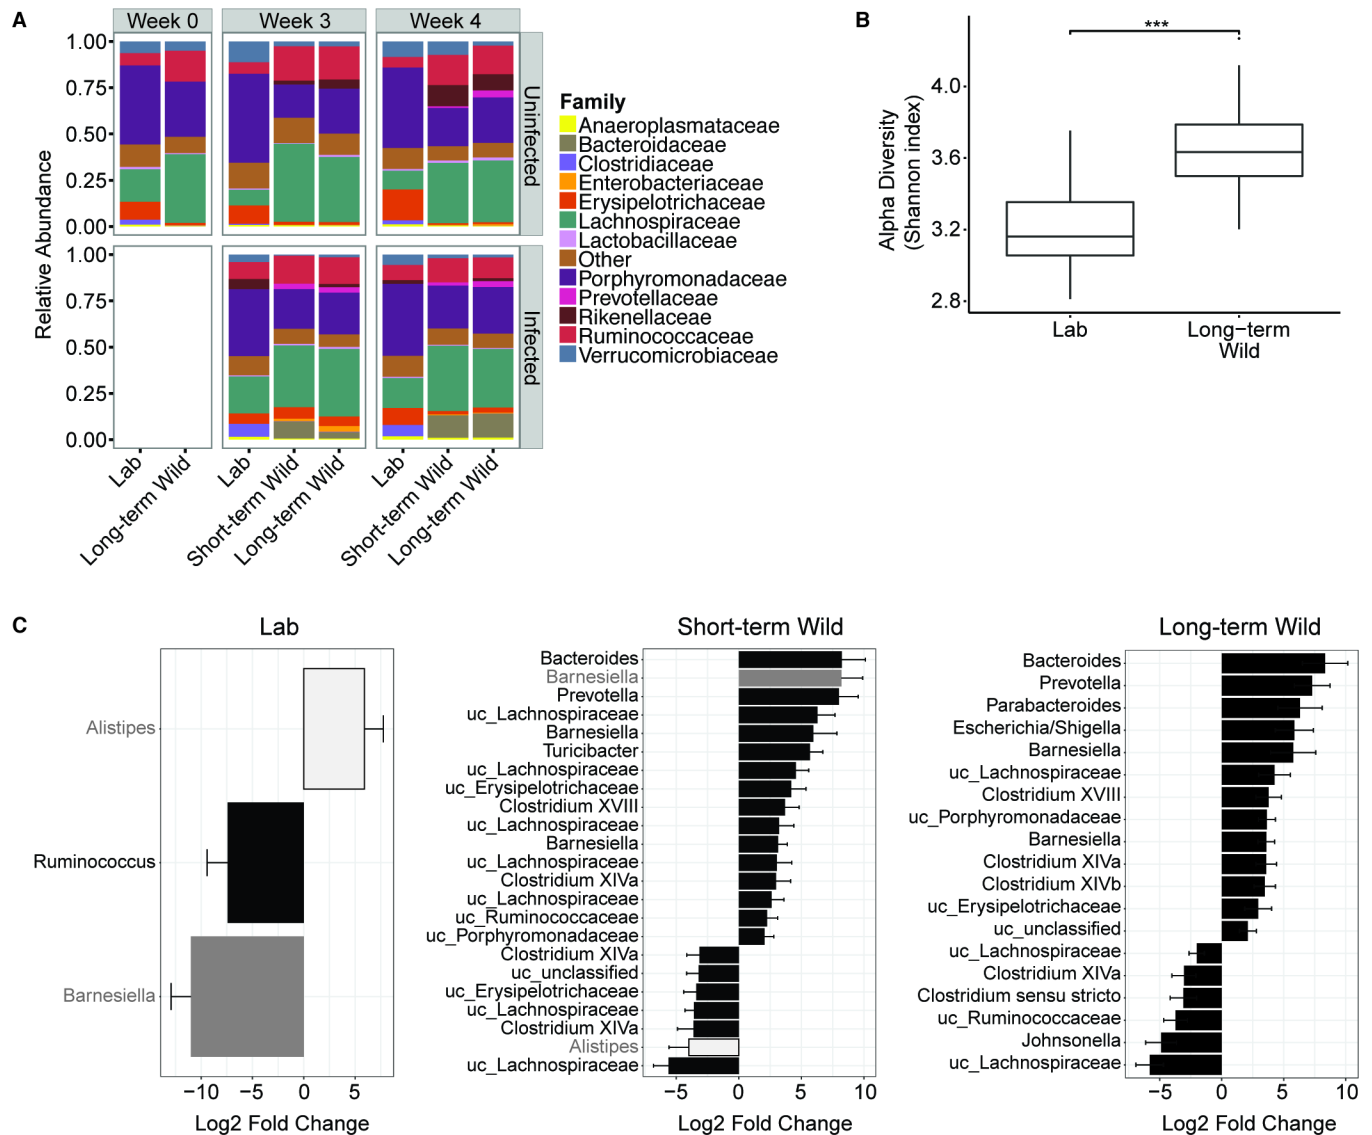 A
Week 0
Week 3
Week 4
1.00
0.75
0.50
0.25
0.00
Uninfected
1.00
0.75
0.50
0.25
0.00
Infected
Relative Abundance
Lab
Long-term Wild
Lab
Short-term Wild
Long-term Wild
Lab
Short-term Wild
Long-term Wild
Family
Anaeroplasmataceae
Bacteroidaceae
Clostridiaceae
Enterobacteriaceae
Erysipelotrichaceae
Lachnospiraceae
Lactobacillaceae
Other
Porphyromonadaceae
Prevotellaceae
Rikenellaceae
Ruminococcaceae
Verrucomicrobiaceae
B
***
Alpha Diversity
(Shannon index)
4.0
3.6
3.2
2.8
Lab
Long−term
Wild
C
Lab
Alistipes
Ruminococcus
Barnesiella
−10
−5
0
5
Log2 Fold Change
Short-term Wild
Bacteroides
Barnesiella
Prevotella
uc_Lachnospiraceae
Barnesiella
Turicibacter
uc_Lachnospiraceae
uc_Erysipelotrichaceae
Clostridium XVIII
uc_Lachnospiraceae
Barnesiella
uc_Lachnospiraceae
Clostridium XIVa
uc_Lachnospiraceae
uc_Ruminococcaceae
uc_Porphyromonadaceae
Clostridium XIVa
uc_unclassified
uc_Erysipelotrichaceae
uc_Lachnospiraceae
Clostridium XIVa
Alistipes
uc_Lachnospiraceae
−5
0
5
10
Log2 Fold Change
Long-term Wild
Bacteroides
Prevotella
Parabacteroides
Escherichia/Shigella
Barnesiella
uc_Lachnospiraceae
Clostridium XVIII
uc_Porphyromonadaceae
Barnesiella
Clostridium XIVa
Clostridium XIVb
uc_Erysipelotrichaceae
uc_unclassified
uc_Lachnospiraceae
Clostridium XIVa
Clostridium sensu stricto
uc_Ruminococcaceae
Johnsonella
uc_Lachnospiraceae
−5
0
5
10
Log2 Fold Change